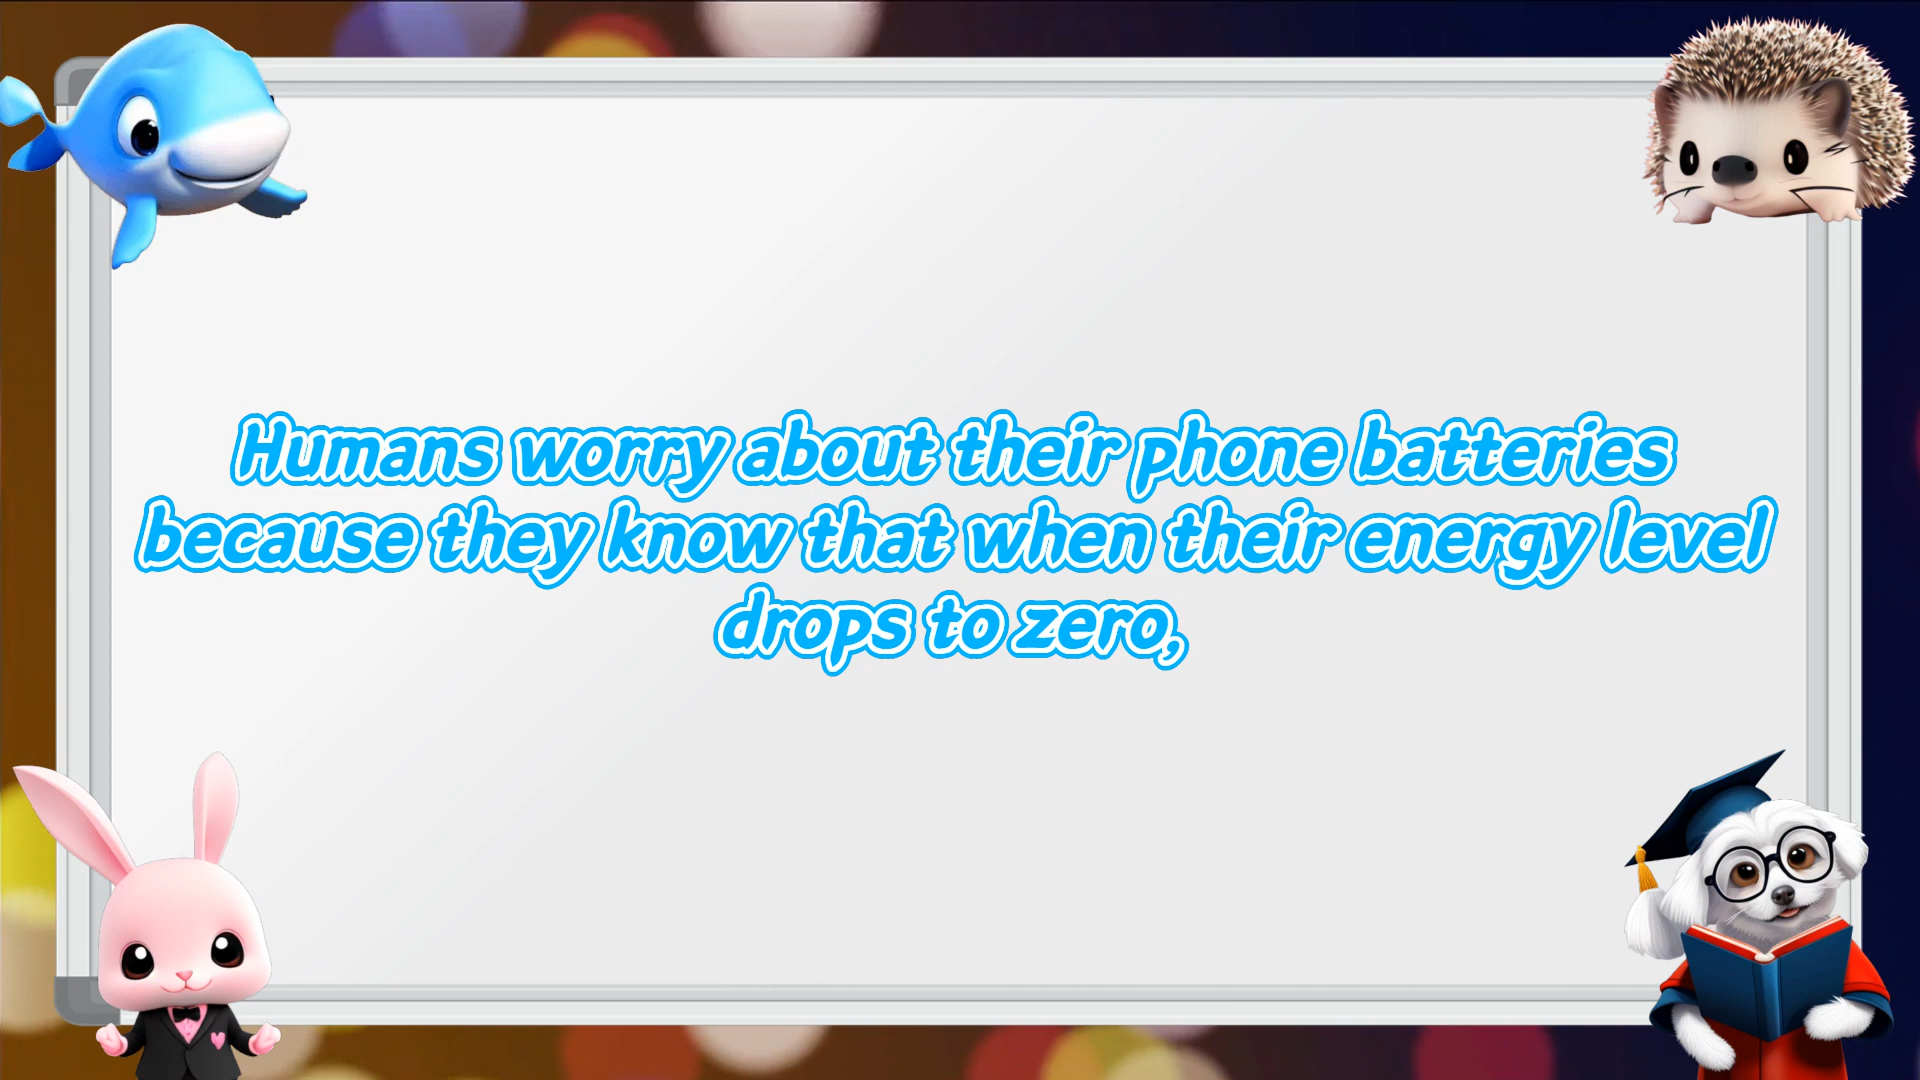 Humans worry about their phone batteries
because they know that when their energy level
drops to zero,